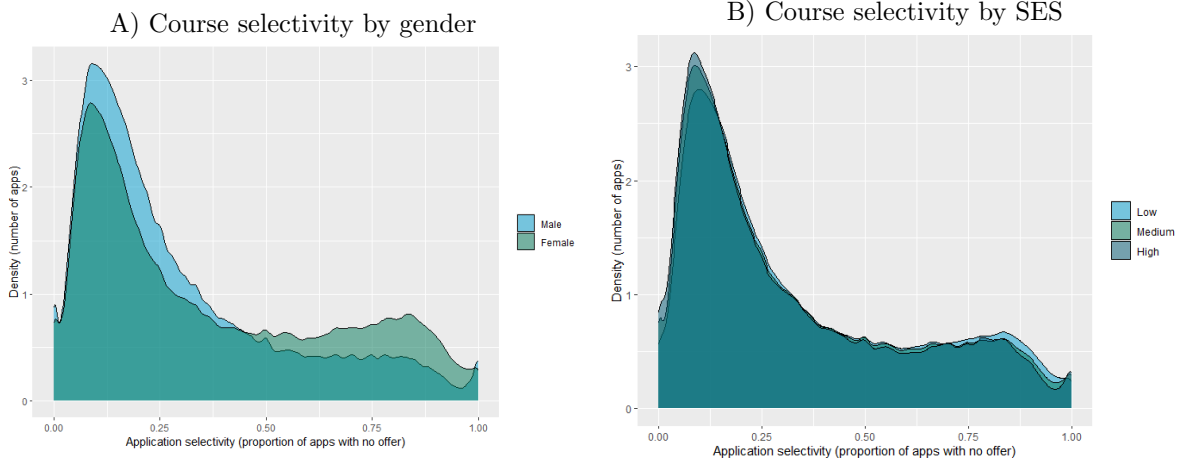 A) Course selectivity by gender
Density (number of apps)
3
2
1
0
0.00 0.25 0.50 0.75 1.00
Application selectivity (proportion of apps with no offer)
Male
Female
B) Course selectivity by SES
Density (number of apps)
3
2
1
0
0.00 0.25 0.50 0.75 1.00
Application selectivity (proportion of apps with no offer)
Low
Medium
High